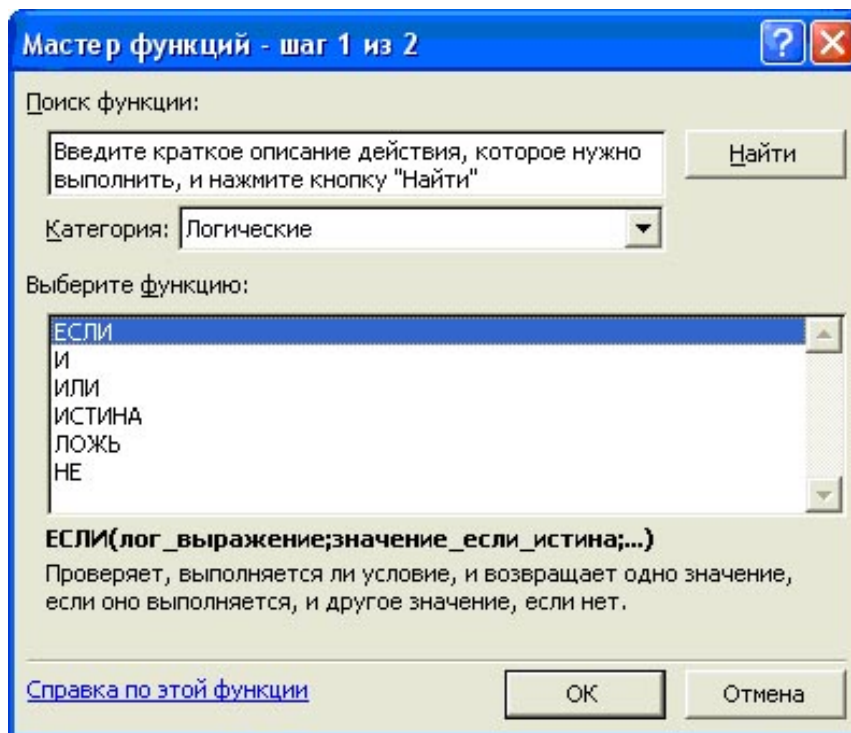 Мастер функций - шаг 1 из 2
Поиск функции:
Введите краткое описание действия, которое нужно
выполнить, и нажмите кнопку "Найти"
Найти
Категория: Логические
Выберите функцию:
ЕСЛИ
И
ИЛИ
ИСТИНА
ЛОЖЬ
НЕ
ЕСЛИ(лог_выражение;значение_если_истина;...)
Проверяет, выполняется ли условие, и возвращает одно значение,
если оно выполняется, и другое значение, если нет.
Справка по этой функции
ОК
Отмена